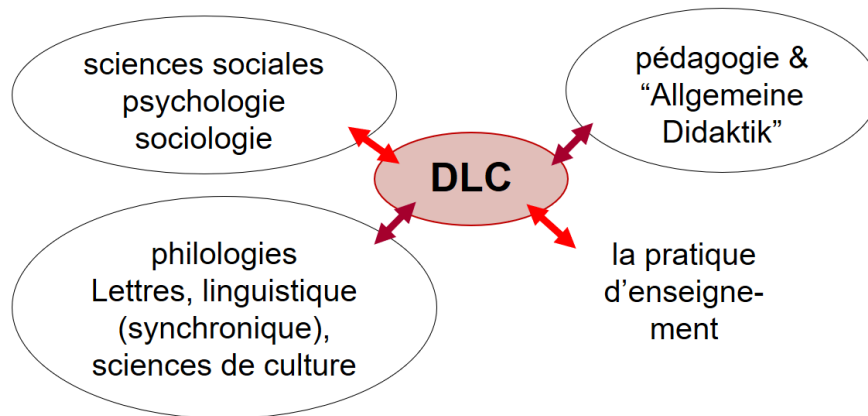 sciences sociales
psychologie
sociologie
pédagogie &
“Allgemeine
Didaktik”
DLC
philologies
Lettres, linguistique
(synchronique),
sciences de culture
la pratique
d’enseigne-
ment